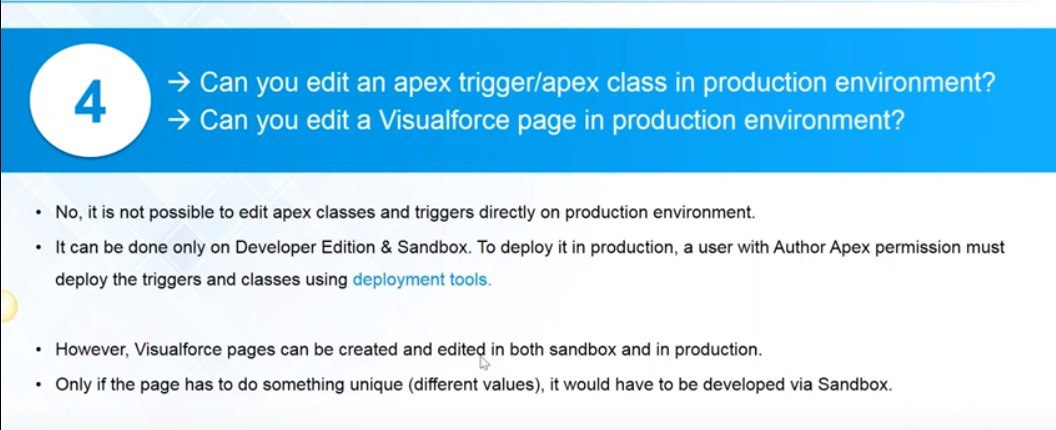 4
→ Can you edit an apex trigger/apex class in production environment?
→ Can you edit a Visualforce page in production environment?
• No, it is not possible to edit apex classes and triggers directly on production environment.
• It can be done only on Developer Edition & Sandbox. To deploy it in production, a user with Author Apex permission must
deploy the triggers and classes using deployment tools.
• However, Visualforce pages can be created and edited in both sandbox and in production.
• Only if the page has to do something unique (different values), it would have to be developed via Sandbox.